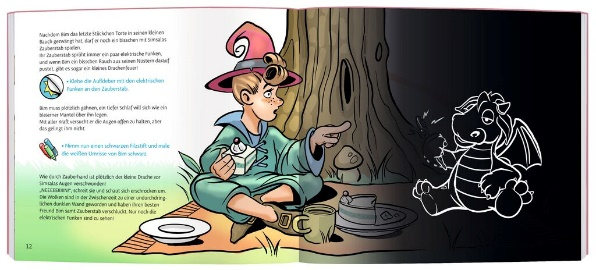 Nachdem Bim das letzte Stückchen Torte in seinen kleinen
Bauch gezwängt hat, darf er noch ein bisschen mit Simsalas
Zauberstab spielen.
Ihr Zauberstab sprüht immer ein paar elektrische Funken,
und wenn Bim ein bisschen Rauch aus seinen Nüstern darauf
pustet, gibt es sogar ein kleines Drachenfeuer!
• Klebe die Aufkleber mit den elektrischen
Funken an den Zauberstab.
Bim muss plötzlich gähnen, ein tiefer Schlaf will sich wie ein
bleierner Mantel über ihn legen.
Mit aller Kraft versucht er die Augen offen zu halten, aber
das gelingt ihm nicht.
• Nimm nun einen schwarzen Filzstift und male
die weißen Umrisse von Bim schwarz.
Wie durch Zauberhand ist plötzlich der kleine Drache vor
Simsalas Augen verschwunden!
schreit sie und schaut sich erschrocken um.
Die Wolken sind in der Zwischenzeit zu einer undurchdring-
lichen dunklen Wand geworden und haben ihren besten
Freund Bim samt Zauberstab verschluckt. Nur noch die
elektrischen Funken sind zu sehen!
12